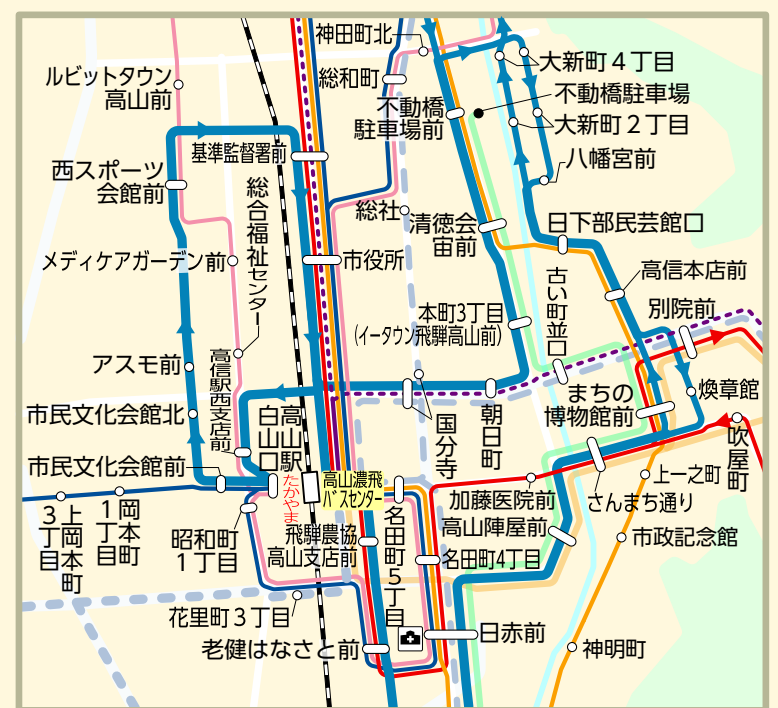 神田町北
大新町4丁目
ルビットタウン
高山前
総和町
不動橋駐車場
不動橋
駐車場前
大新町2丁目
基準監督署前
八幡宮前
西スポーツ
会館前
総合福祉センター
総社
清徳会
宙前
日下部民芸館口
メディケアガーデン前
市役所
古い町並口
高信本店前
本町3丁目
(イータウン飛騨高山前)
別院前
アスモ前
高信駅西支店前
まちの
博物館前
煥章館
市民文化会館北
高山駅
白山口
国分寺
朝日町
吹屋町
市民文化会館前
たかやま
高山濃飛
バスセンター
加藤医院前
さんまち通り
上一之町
上岡本町
3丁目
岡本町
1丁目
昭和町
1丁目
飛騨農協
高山支店前
名田町5丁目
高山陣屋前
市政記念館
名田町4丁目
花里町3丁目
老健はなさと前
日赤前
神明町